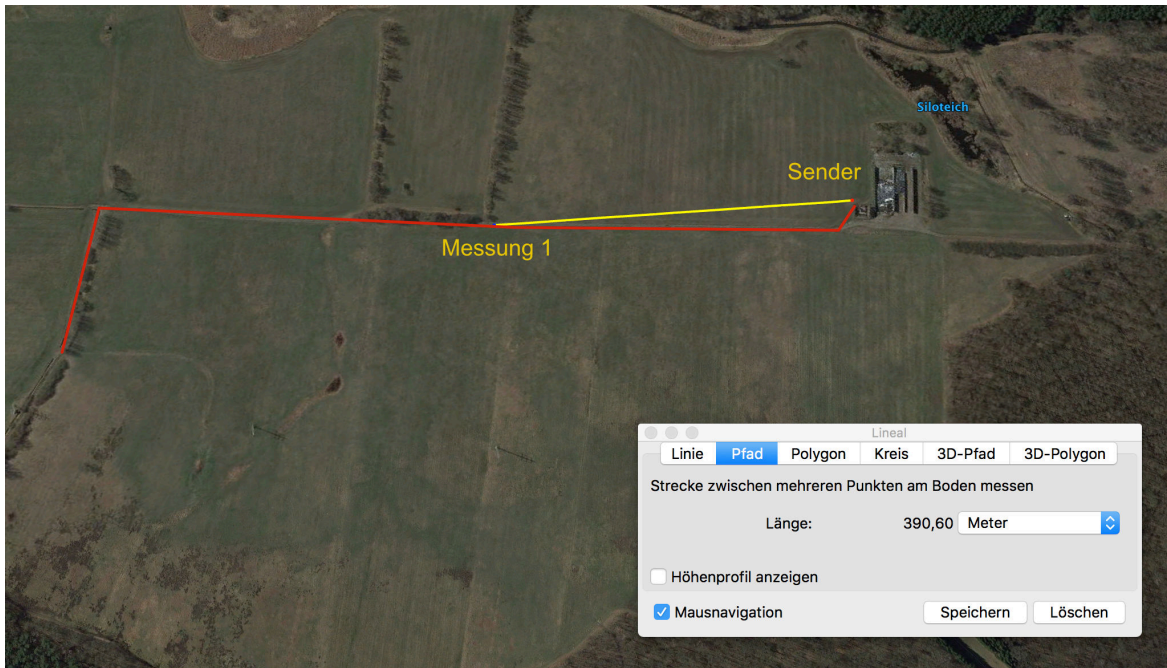 Siloteich
Sender
Messung 1
Lineal
Linie Pfad Polygon Kreis 3D-Pfad 3D-Polygon
Strecke zwischen mehreren Punkten am Boden messen
Länge: 390,60 Meter
Höhenprofil anzeigen
Mausnavigation Speichern Löschen